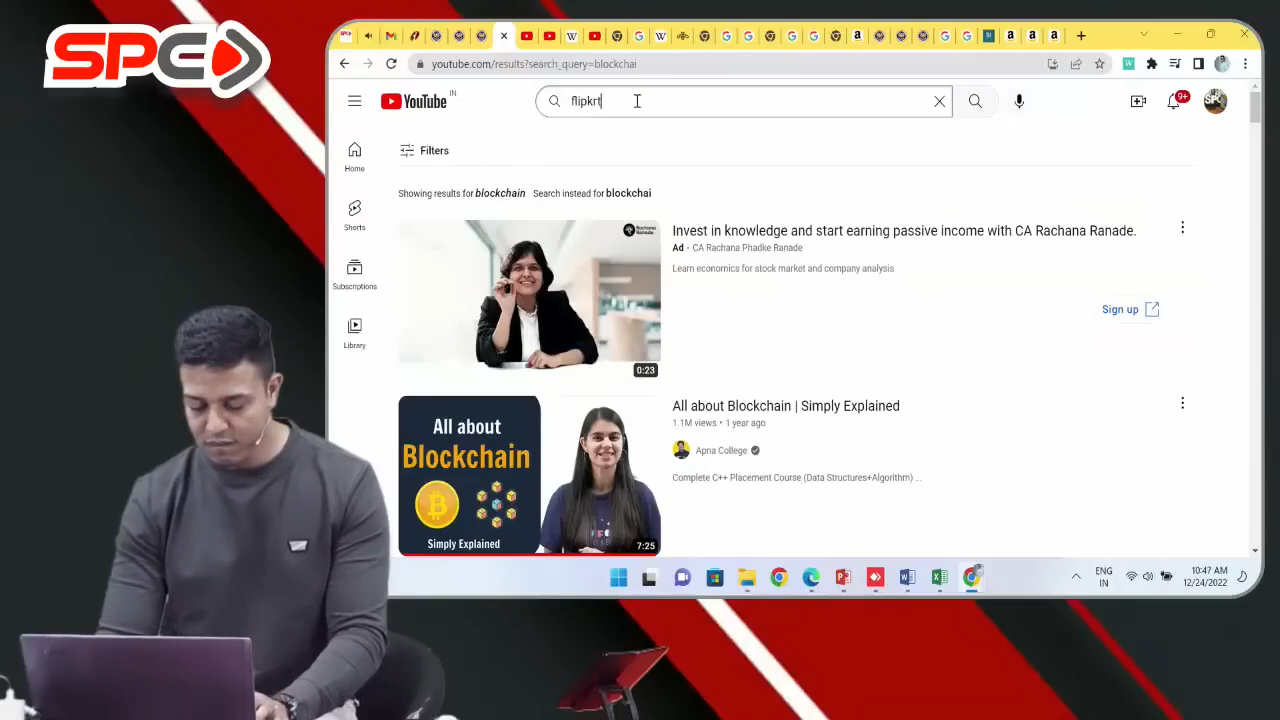 SPED
youtube.com/results?search_query=blockchai
YouTube IN
flipkrt
9+
SPC
Filters
Home
Showing results for blockchain Search instead for blockchai
Shorts
Rachana Ranade
Invest in knowledge and start earning passive income with CA Rachana Ranade.
Ad · CA Rachana Phadke Ranade
Learn economics for stock market and company analysis
Subscriptions
Sign up
Library
0:23
All about
Blockchain
Simply Explained
7:25
All about Blockchain | Simply Explained
1.1M views • 1 year ago
Apna College
Complete C++ Placement Course (Data Structures+Algorithm) ...
ENG
IN
10:47 AM
12/24/2022